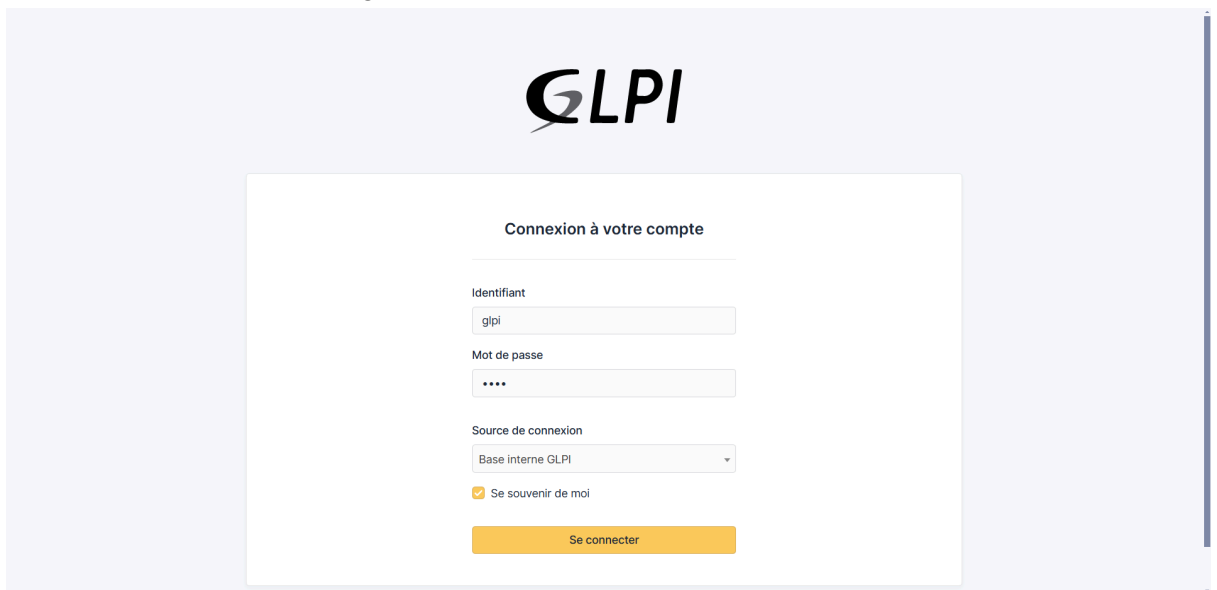 GLPI
Connexion à votre compte
Identifiant
glpi
Mot de passe
••••
Source de connexion
Base interne GLPI
Se souvenir de moi
Se connecter